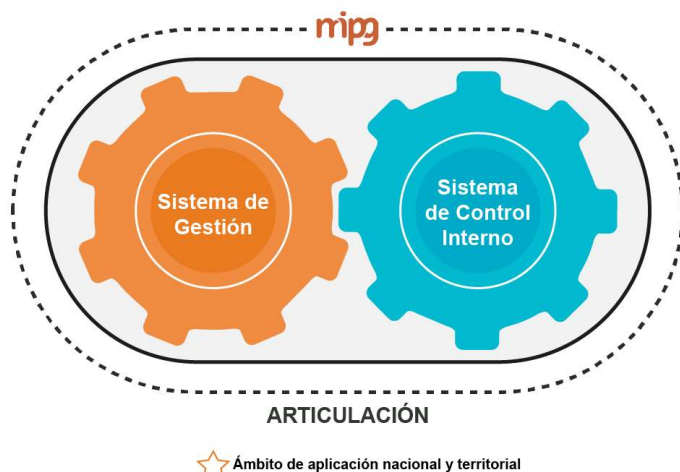 mipg
Sistema de
Gestión
Sistema
de Control
Interno
ARTICULACIÓN
Ámbito de aplicación nacional y territorial